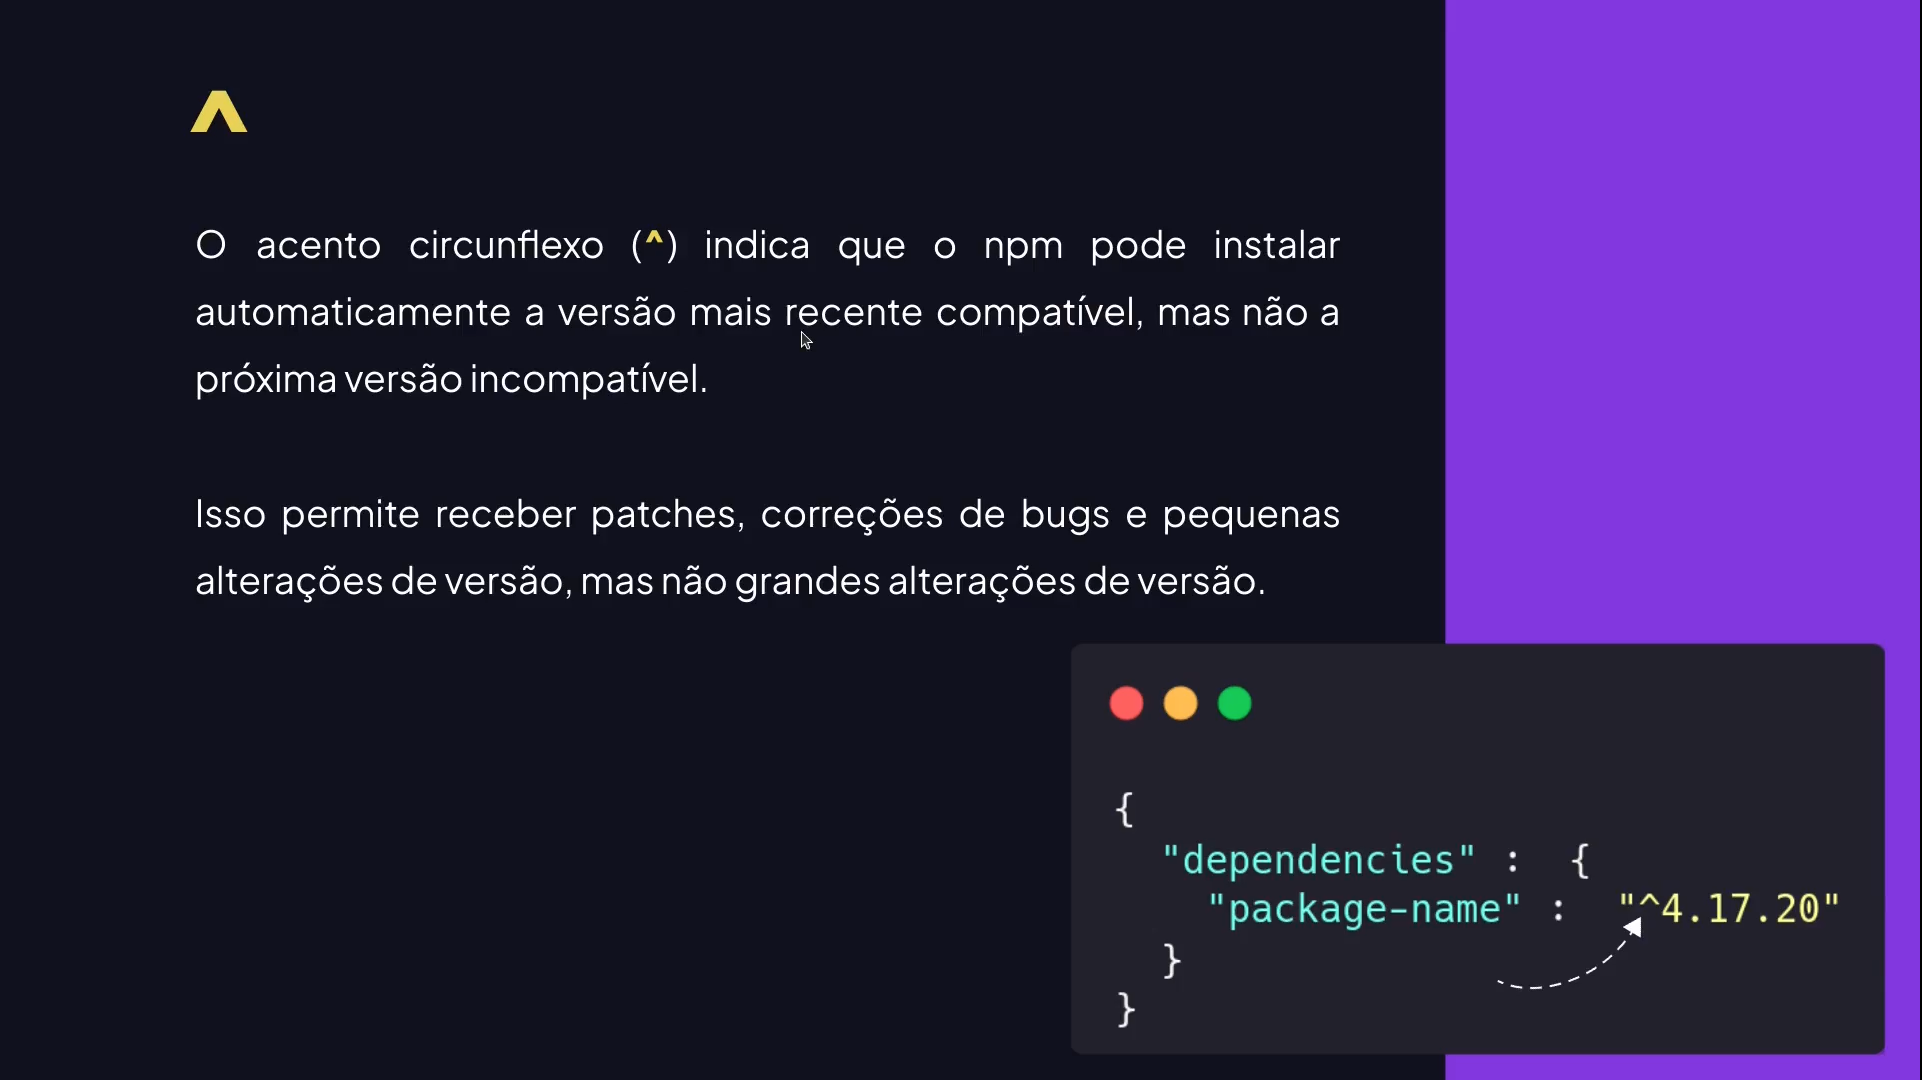 ^
O acento circunflexo (^) indica que o npm pode instalar
automaticamente a versão mais recente compatível, mas não a
próxima versão incompatível.
Isso permite receber patches, correções de bugs e pequenas
alterações de versão, mas não grandes alterações de versão.
{
"dependencies" : {
"package-name" : "^4.17.20"
}
}